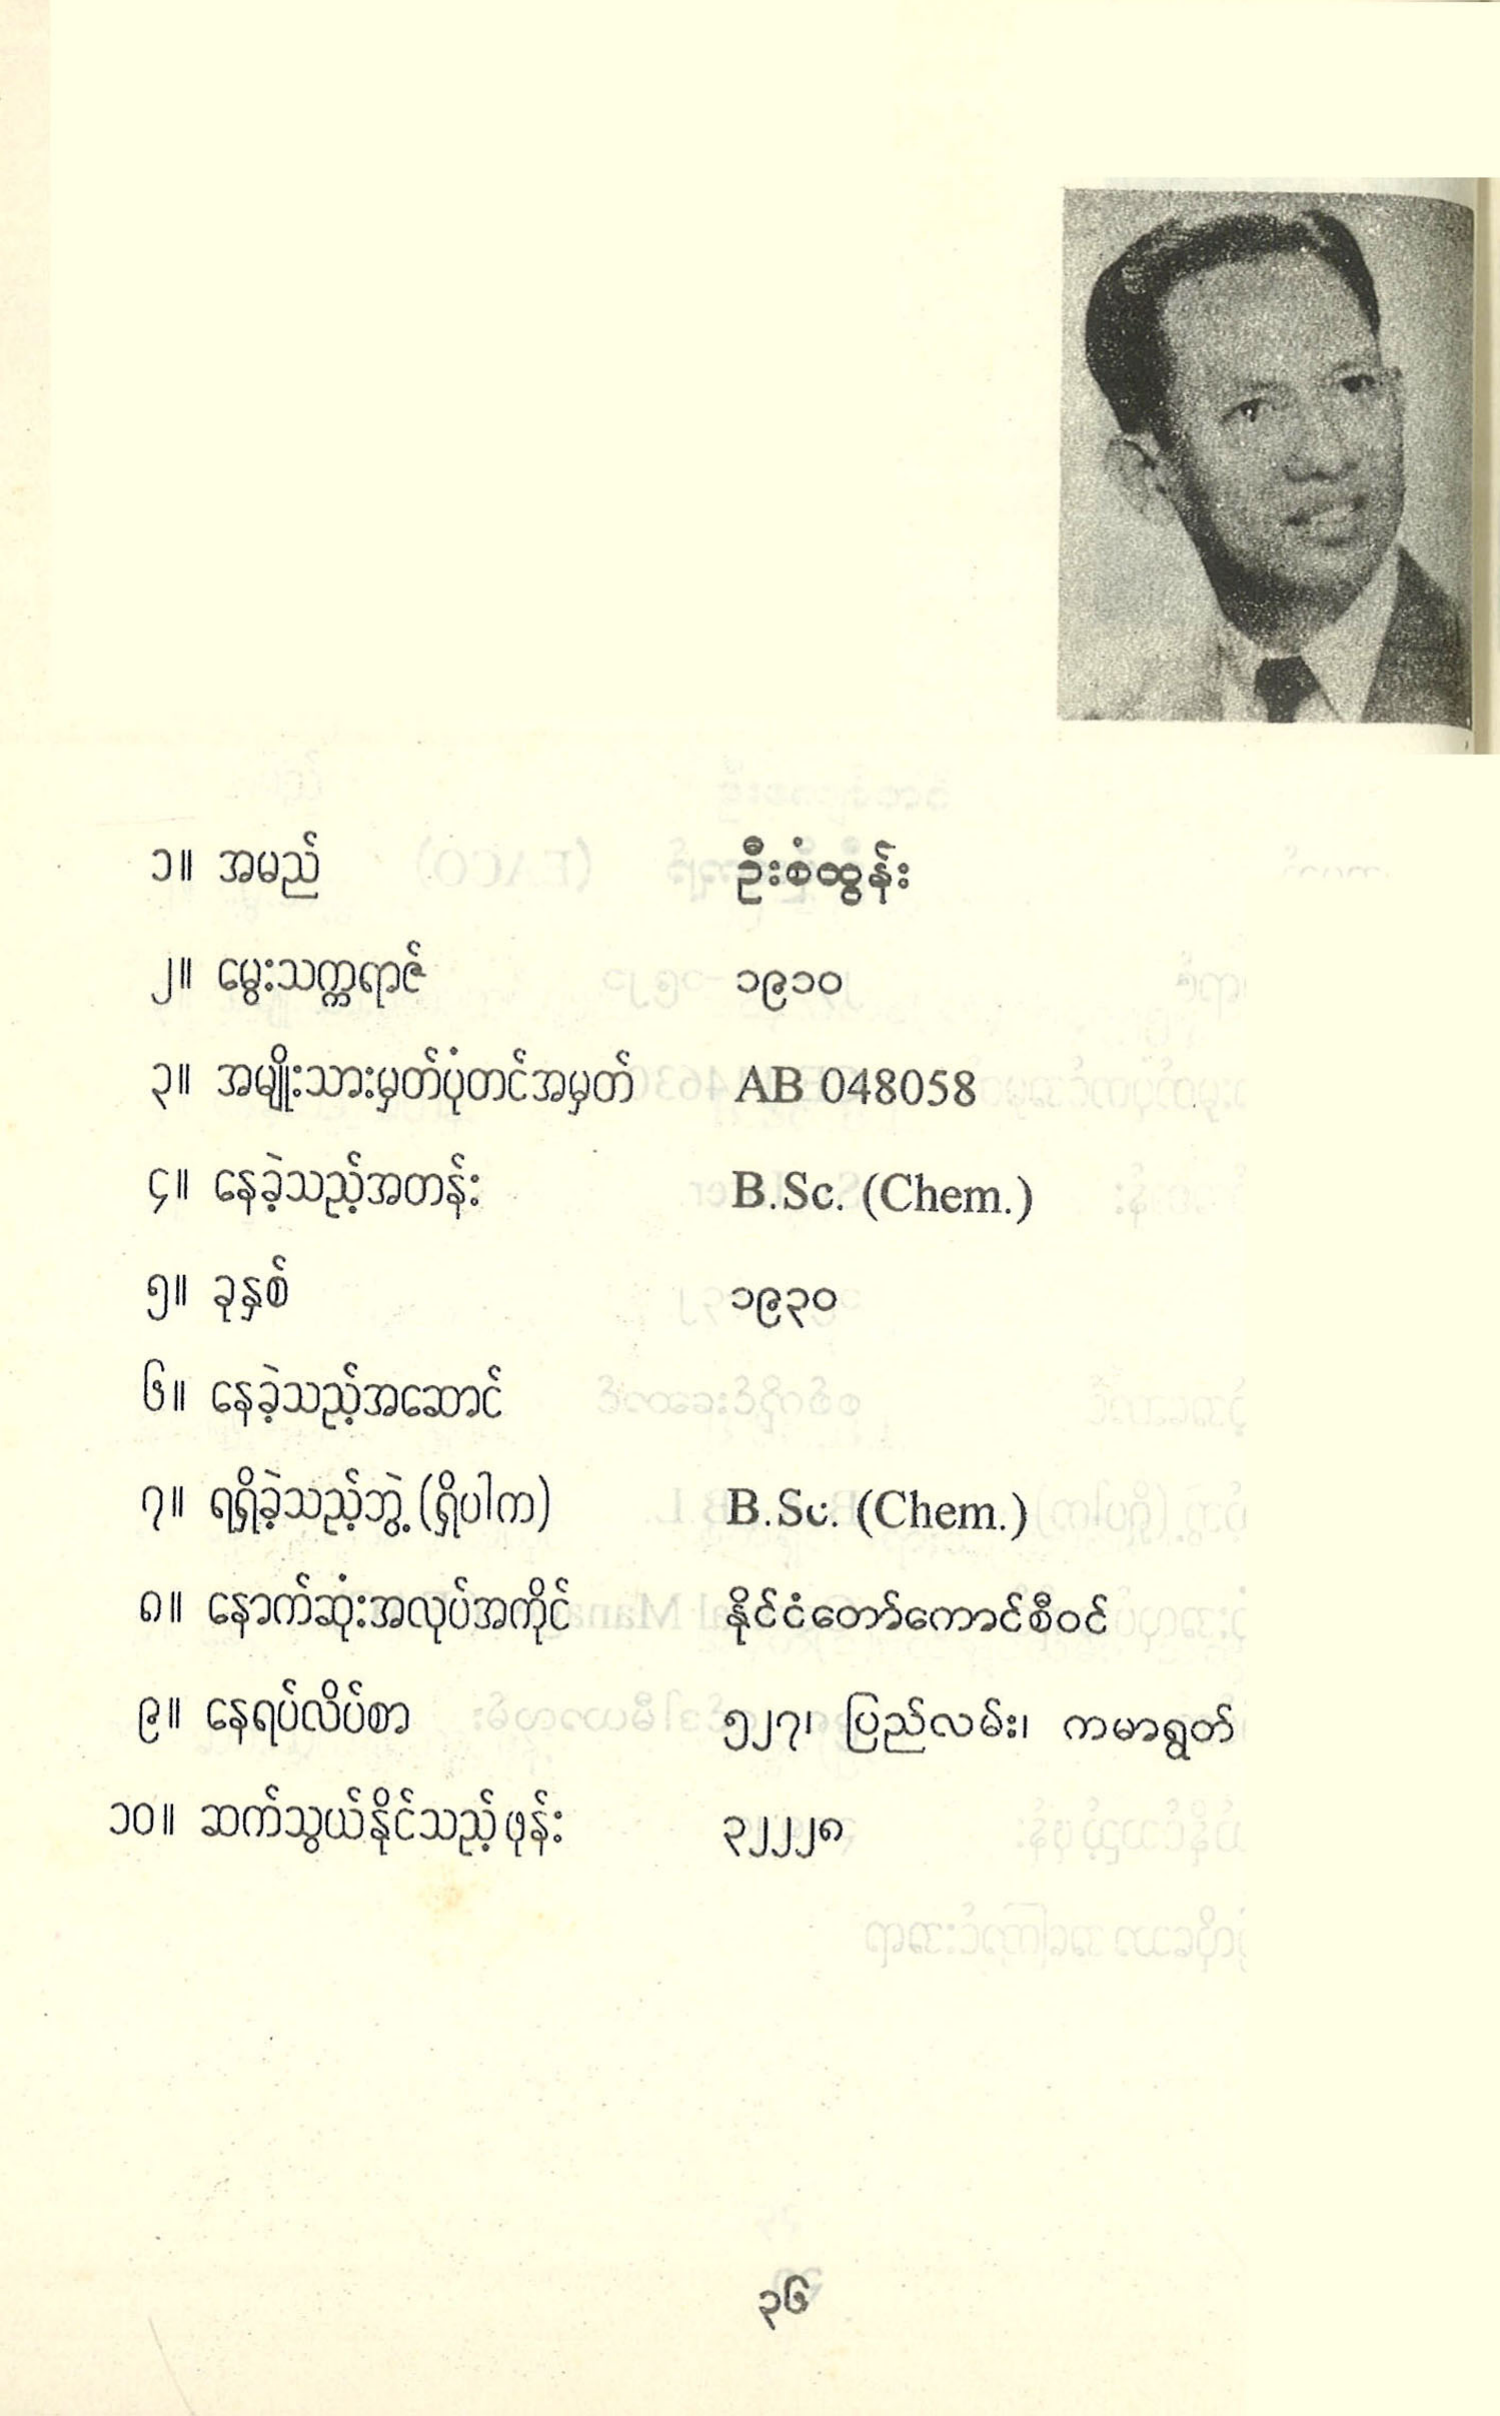 ၁။ အမည် ဦးစံထွန်း
၂။ မွေးသက္ကရာဇ် ၁၉၁၀
၃။ အမျိုးသားမှတ်ပုံတင်အမှတ် AB 048058
၄။ နေခဲ့သည့်အတန်း B.Sc. (Chem.)
၅။ ခုနှစ် ၁၉၃၀
၆။ နေခဲ့သည့်အဆောင်
၇။ ရရှိခဲ့သည့်ဘွဲ့ (ရှိပါက) B.Sc. (Chem.)
၈။ နောက်ဆုံးအလုပ်အကိုင် နိုင်ငံတော်ကောင်စီဝင်
၉။ နေရပ်လိပ်စာ ၅၂၇၊ ပြည်လမ်း၊ ကမာရွတ်
၁၀။ ဆက်သွယ်နိုင်သည့်ဖုန်း ၃၂၂၂၈
၃၆